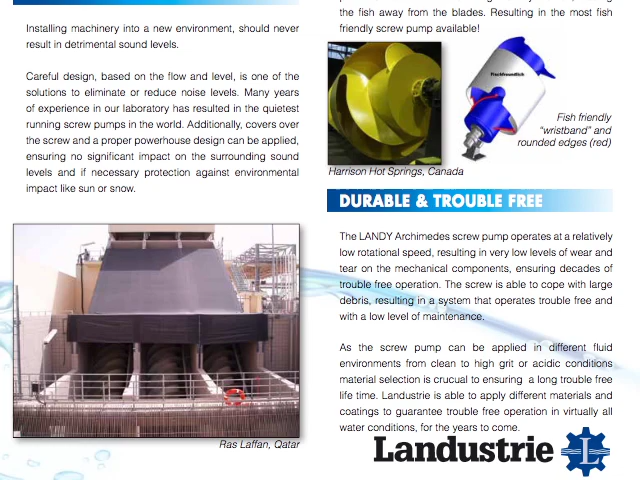 Installing machinery into a new environment, should never
result in detrimental sound levels.
Careful design, based on the flow and level, is one of the
solutions to eliminate or reduce noise levels. Many years
of experience in our laboratory has resulted in the quietest
running screw pumps in the world. Additionally, covers over
the screw and a proper powerhouse design can be applied,
ensuring no significant impact on the surrounding sound
levels and if necessary protection against environmental
impact like sun or snow.
Ras Laffan, Qatar
the fish away from the blades. Resulting in the most fish
friendly screw pump available!
Fischfreundlich
Fish friendly
“wristband” and
rounded edges (red)
Harrison Hot Springs, Canada
DURABLE & TROUBLE FREE
The LANDY Archimedes screw pump operates at a relatively
low rotational speed, resulting in very low levels of wear and
tear on the mechanical components, ensuring decades of
trouble free operation. The screw is able to cope with large
debris, resulting in a system that operates trouble free and
with a low level of maintenance.
As the screw pump can be applied in different fluid
environments from clean to high grit or acidic conditions
material selection is crucual to ensuring a long trouble free
life time. Landustrie is able to apply different materials and
coatings to guarantee trouble free operation in virtually all
water conditions, for the years to come.
Landustrie L